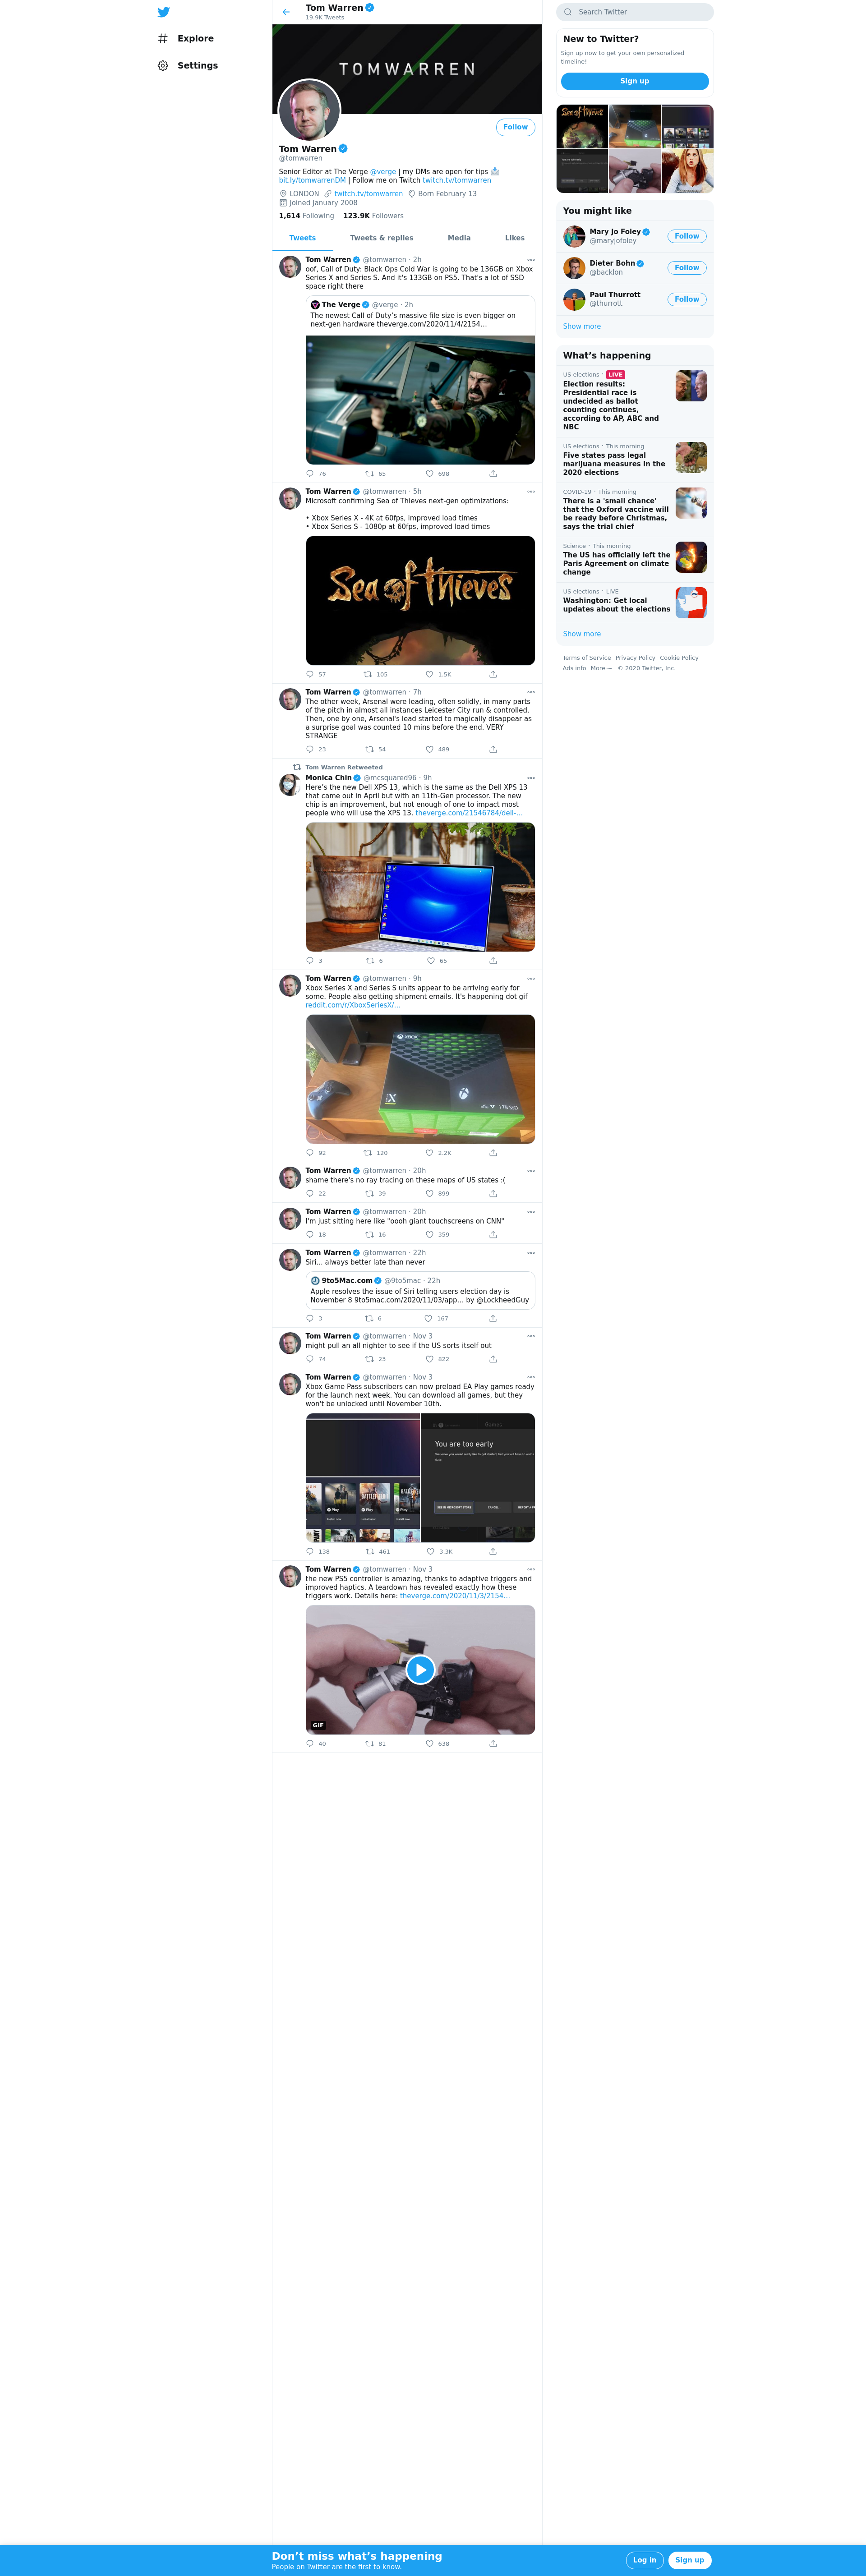 Explore
Settings
Tom Warren
19.9K Tweets
TOMWARREN
Follow
Tom Warren
@tomwarren
Senior Editor at The Verge @verge | my DMs are open for tips 📩
bit.ly/tomwarrenDM | Follow me on Twitch twitch.tv/tomwarren
LONDON twitch.tv/tomwarren Born February 13
Joined January 2008
1,614 Following 123.9K Followers
Tweets Tweets & replies Media Likes
Tom Warren @tomwarren · 2h
oof, Call of Duty: Black Ops Cold War is going to be 136GB on Xbox
Series X and Series S. And it's 133GB on PS5. That's a lot of SSD
space right there
The Verge @verge · 2h
The newest Call of Duty's massive file size is even bigger on
next-gen hardware theverge.com/2020/11/4/2154…
76 65 698
Tom Warren @tomwarren · 5h
Microsoft confirming Sea of Thieves next-gen optimizations:
• Xbox Series X - 4K at 60fps, improved load times
• Xbox Series S - 1080p at 60fps, improved load times
Sea of Thieves
57 105 1.5K
Tom Warren @tomwarren · 7h
The other week, Arsenal were leading, often solidly, in many parts
of the pitch in almost all instances Leicester City run & controlled.
Then, one by one, Arsenal's lead started to magically disappear as
a surprise goal was counted 10 mins before the end. VERY
STRANGE
23 54 489
Tom Warren Retweeted
Monica Chin @mcsquared96 · 9h
Here's the new Dell XPS 13, which is the same as the Dell XPS 13
that came out in April but with an 11th-Gen processor. The new
chip is an improvement, but not enough of one to impact most
people who will use the XPS 13. theverge.com/21546784/dell-…
3 6 65
Tom Warren @tomwarren · 9h
Xbox Series X and Series S units appear to be arriving early for
some. People also getting shipment emails. It's happening dot gif
reddit.com/r/XboxSeriesX/…
XBOX
X
1 TB SSD
92 120 2.2K
Tom Warren @tomwarren · 20h
shame there's no ray tracing on these maps of US states :(
22 39 899
Tom Warren @tomwarren · 20h
I'm just sitting here like "oooh giant touchscreens on CNN"
18 16 359
Tom Warren @tomwarren · 22h
Siri... always better late than never
9to5Mac.com @9to5mac · 22h
Apple resolves the issue of Siri telling users election day is
November 8 9to5mac.com/2020/11/03/app… by @LockheedGuy
3 6 167
Tom Warren @tomwarren · Nov 3
might pull an all nighter to see if the US sorts itself out
74 23 822
Tom Warren @tomwarren · Nov 3
Xbox Game Pass subscribers can now preload EA Play games ready
for the launch next week. You can download all games, but they
won't be unlocked until November 10th.
Games
You are too early
Play Play Play
Install now Install now Install now
CANCEL
138 461 3.3K
Tom Warren @tomwarren · Nov 3
the new PS5 controller is amazing, thanks to adaptive triggers and
improved haptics. A teardown has revealed exactly how these
triggers work. Details here: theverge.com/2020/11/3/2154…
GIF
40 81 638
Search Twitter
New to Twitter?
Sign up now to get your own personalized
timeline!
Sign up
Sea of Thieves
You might like
Mary Jo Foley
@maryjofoley
Follow
Dieter Bohn
@backlon
Follow
Paul Thurrott
@thurrott
Follow
Show more
What's happening
US elections · LIVE
Election results:
Presidential race is
undecided as ballot
counting continues,
according to AP, ABC and
NBC
US elections · This morning
Five states pass legal
marijuana measures in the
2020 elections
COVID-19 · This morning
There is a 'small chance'
that the Oxford vaccine will
be ready before Christmas,
says the trial chief
Science · This morning
The US has officially left the
Paris Agreement on climate
change
US elections · LIVE
Washington: Get local
updates about the elections
Show more
Terms of Service Privacy Policy Cookie Policy
Ads info More ••• © 2020 Twitter, Inc.
Don't miss what's happening
People on Twitter are the first to know.
Log in Sign up